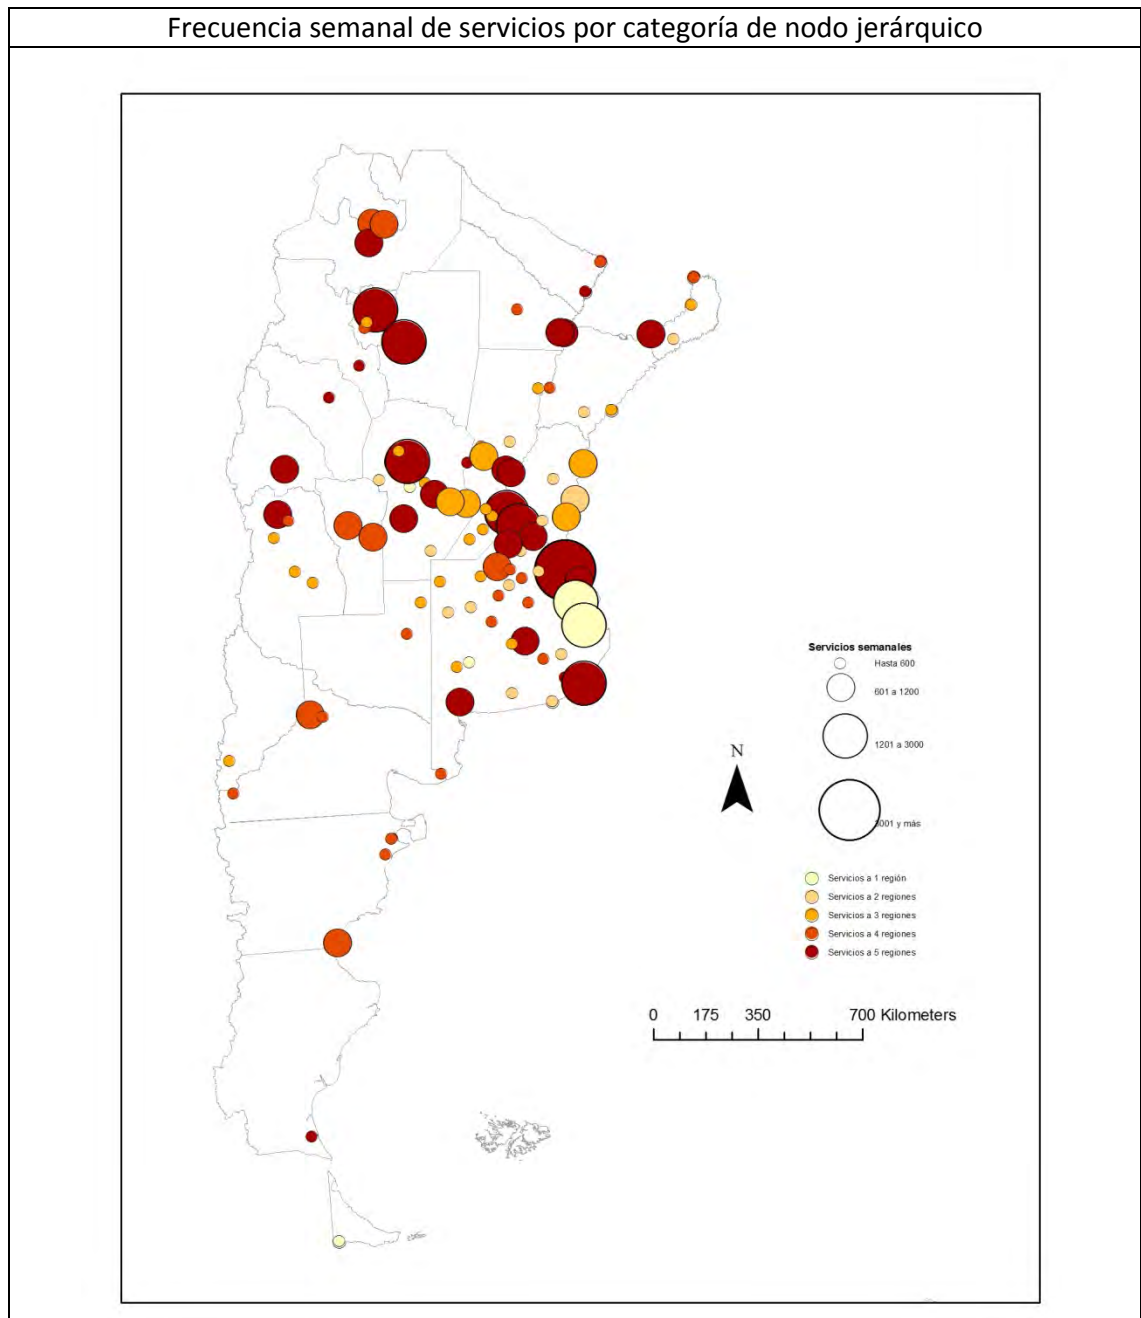 Frecuencia semanal de servicios por categoría de nodo jerárquico
Servicios semanales
Hasta 600
601 a 1200
1201 a 3000
3001 y más
N
Servicios a 1 región
Servicios a 2 regiones
Servicios a 3 regiones
Servicios a 4 regiones
Servicios a 5 regiones
0 175 350 700 Kilometers